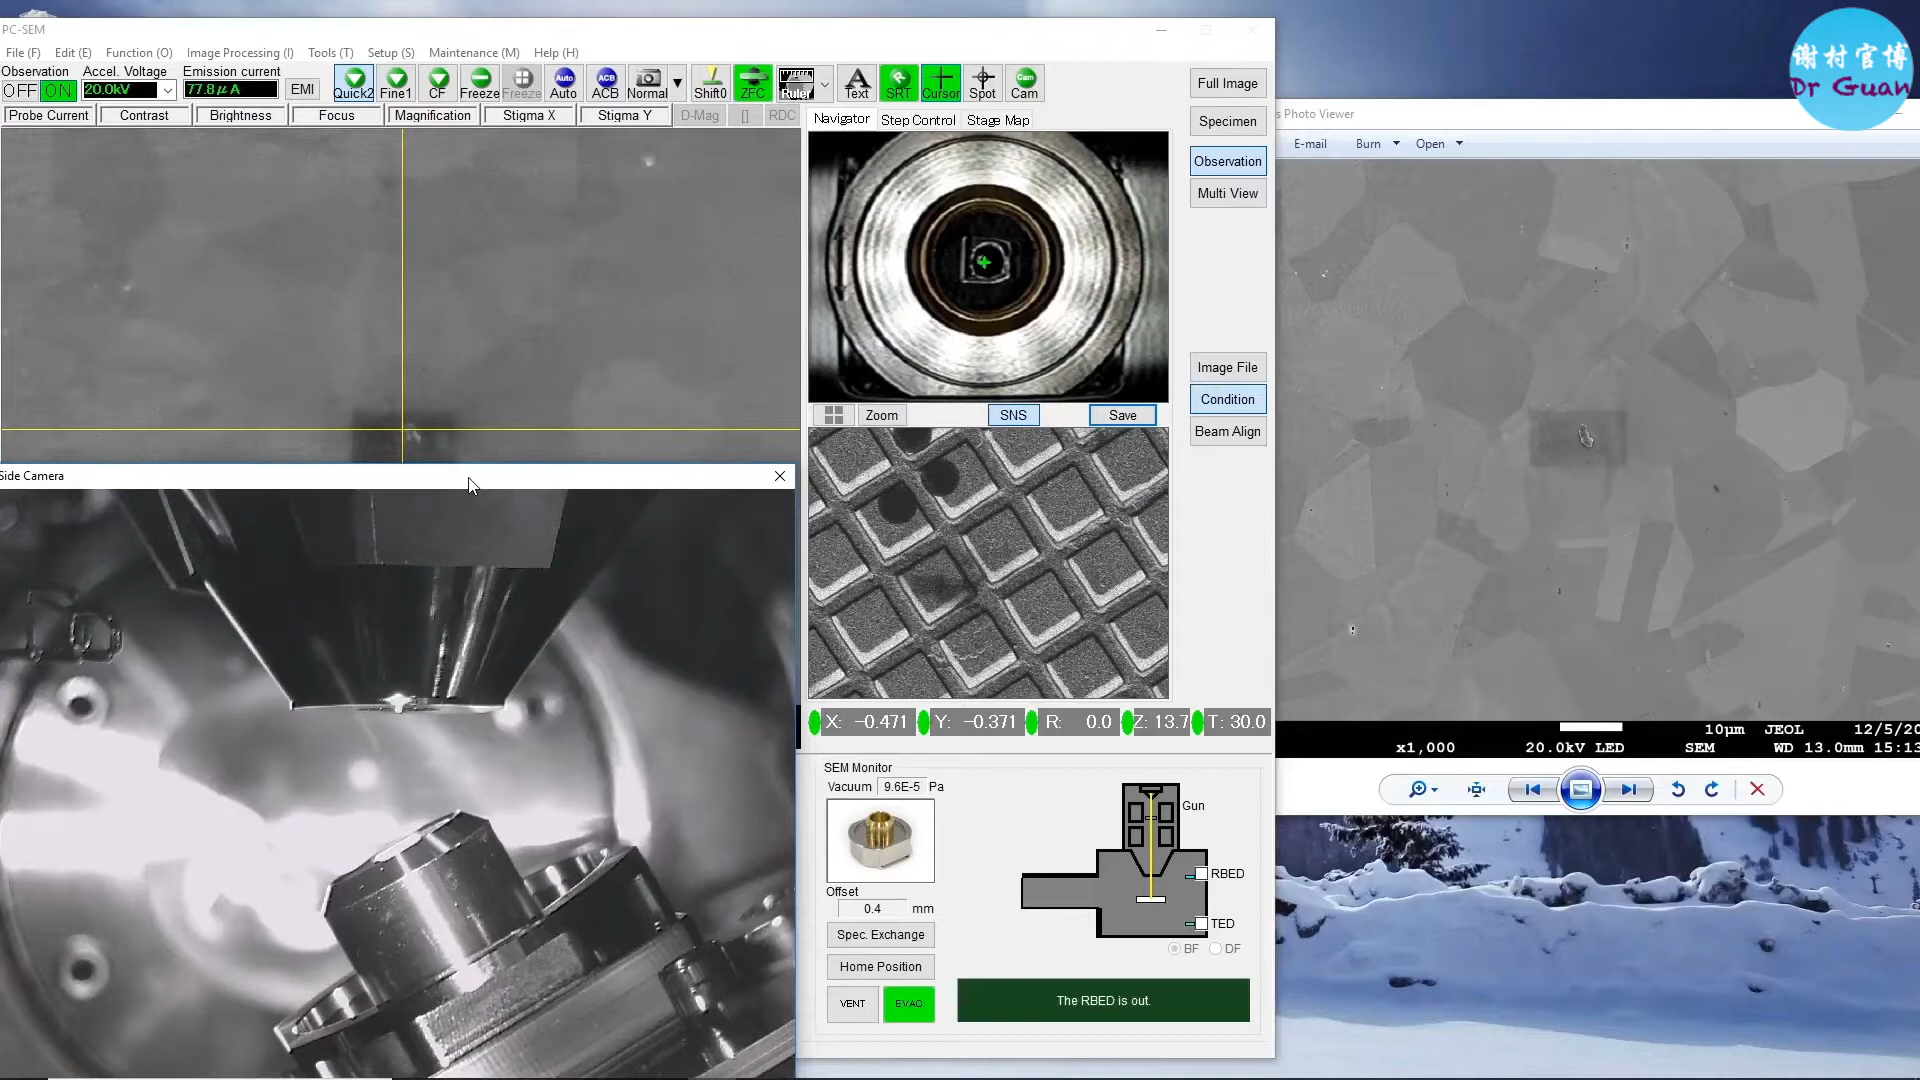 PC-SEM
File (F) Edit (E) Function (O) Image Processing (I) Tools (T) Setup (S) Maintenance (M) Help (H)
Observation Accel. Voltage Emission current
OFF ON 20.0kV 77.8μA EMI Quick2 Fine1 CF Freeze Freeze Auto ACB Normal Shift0 ZFC Ruler Text SRT Cursor Spot Cam
Probe Current Contrast Brightness Focus Magnification Stigma X Stigma Y D-Mag [] RDC
Navigator Step Control Stage Map
Full Image
Specimen
Observation
Multi View
Image File
Condition
Beam Align
Zoom SNS Save
Side Camera
X: -0.471 Y: -0.371 R: 0.0 Z: 13.7 T: 30.0
SEM Monitor
Vacuum 9.6E-5 Pa
Gun
RBED
TED
BF DF
Offset
0.4 mm
Spec. Exchange
Home Position
VENT EVAC
The RBED is out.
谢村官博
Dr Guan
s Photo Viewer
E-mail Burn Open
10μm JEOL 12/5/20
x1,000 20.0kV LED SEM WD 13.0mm 15:13